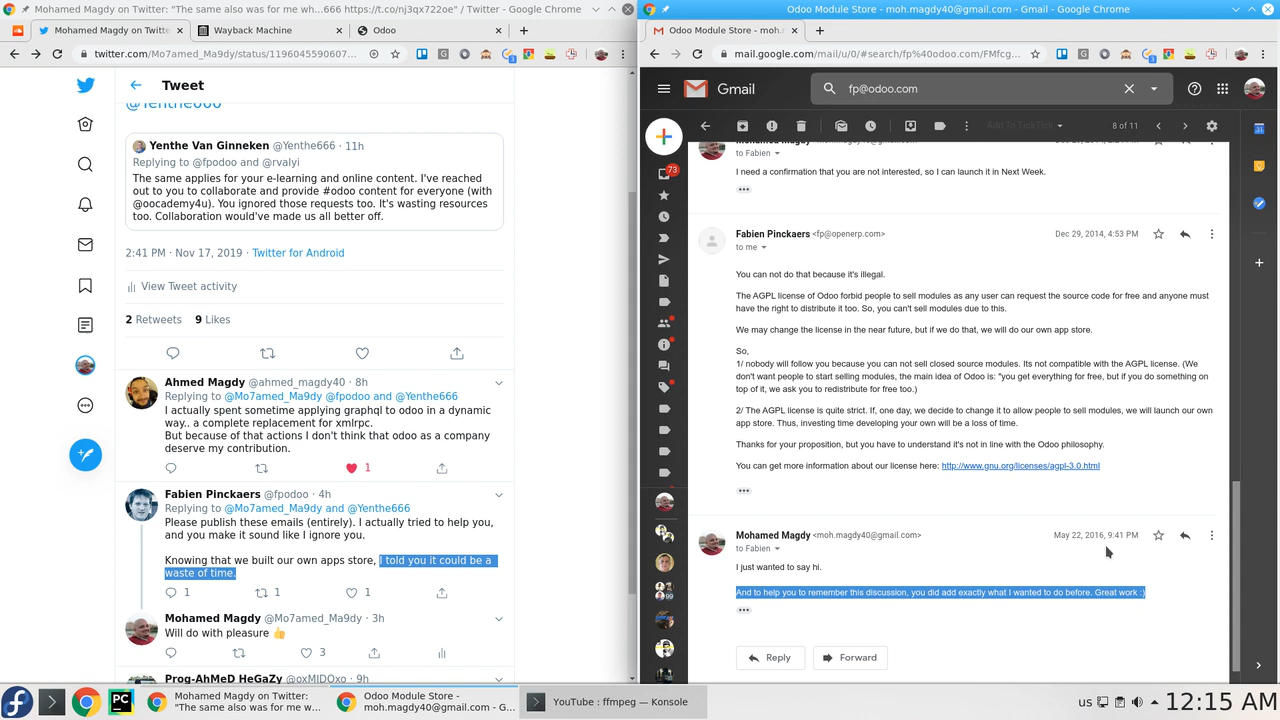 Mohamed Magdy on Twitter: "The same also was for me wh...666 https://t.co/nj3qx722oe" / Twitter - Google Chrome
Mohamed Magdy on Twitt
Wayback Machine
Odoo
twitter.com/Mo7amed_Ma9dy/status/1196045590607.
Tweet
@Yenthe666
Yenthe Van Ginneken @Yenthe666 · 11h
Replying to @fpodoo and @rvalyi
The same applies for your e-learning and online content. I've reached
out to you to collaborate and provide #odoo content for everyone (with
@oocademy4u). You ignored those requests too. It's wasting resources
too. Collaboration would've made us all better off.
2:41 PM · Nov 17, 2019 · Twitter for Android
View Tweet activity
2 Retweets 9 Likes
Ahmed Magdy @ahmed_magdy40 · 8h
Replying to @Mo7amed_Ma9dy @fpodoo and @Yenthe666
I actually spent sometime applying graphql to odoo in a dynamic
way.. a complete replacement for xmlrpc.
But because of that actions I don't think that odoo as a company
deserve my contribution.
1
Fabien Pinckaers @fpodoo · 4h
Replying to @Mo7amed_Ma9dy and @Yenthe666
Please publish these emails (entirely). I actually tried to help you,
and you make it sound like I ignore you.
Knowing that we built our own apps store, I told you it could be a
waste of time.
1 1 1
Mohamed Magdy @Mo7amed_Ma9dy · 3h
Will do with pleasure 👍
3
Prog-AhMeD HeGaZy @oxMIDOxo · 9h
Odoo Module Store - moh.magdy40@gmail.com - Gmail - Google Chrome
Odoo Module Store - moh.
mail.google.com/mail/u/0/#search/fp%40odoo.com/FMfcg...
Gmail
fp@odoo.com
Add To TickTick
8 of 11
73
to Fabien
I need a confirmation that you are not interested, so I can launch it in Next Week.
Fabien Pinckaers <fp@openerp.com>
Dec 29, 2014, 4:53 PM
to me
You can not do that because it's illegal.
The AGPL license of Odoo forbid people to sell modules as any user can request the source code for free and anyone must
have the right to distribute it too. So, you can't sell modules due to this.
We may change the license in the near future, but if we do that, we will do our own app store.
So,
1/ nobody will follow you because you can not sell closed source modules. Its not compatible with the AGPL license. (We
don't want people to start selling modules, the main idea of Odoo is: "you get everything for free, but if you do something on
top of it, we ask you to redistribute for free too.)
2/ The AGPL license is quite strict. If, one day, we decide to change it to allow people to sell modules, we will launch our own
app store. Thus, investing time developing your own will be a loss of time.
Thanks for your proposition, but you have to understand it's not in line with the Odoo philosophy.
You can get more information about our license here: http://www.gnu.org/licenses/agpl-3.0.html
Mohamed Magdy <moh.magdy40@gmail.com>
May 22, 2016, 9:41 PM
to Fabien
I just wanted to say hi.
And to help you to remember this discussion, you did add exactly what I wanted to do before. Great work :)
Reply
Forward
99
PC
Mohamed Magdy on Twitter:
"The same also was for me w...
Odoo Module Store -
moh.magdy40@gmail.com - G...
YouTube : ffmpeg — Konsole
us
12:15 AM